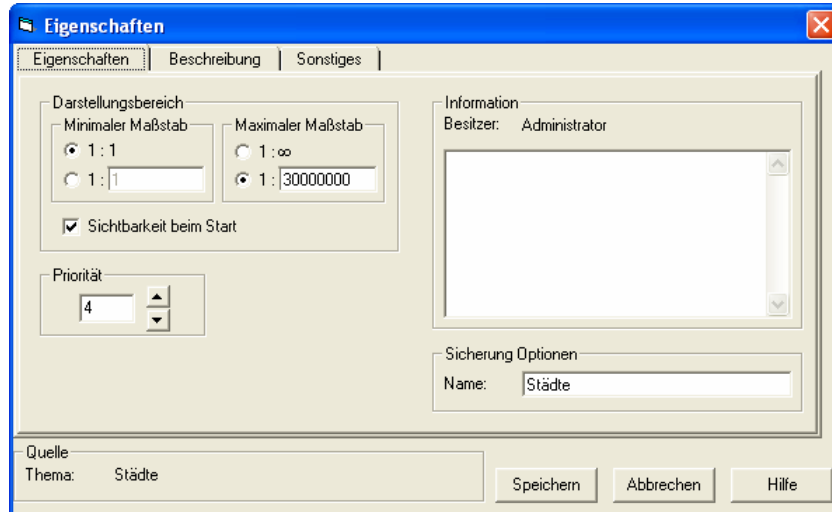 Eigenschaften
Eigenschaften Beschreibung Sonstiges
Darstellungsbereich
Minimaler Maßstab
1 : 1
1 : 1
Maximaler Maßstab
1 : ∞
1 : 30000000
Sichtbarkeit beim Start
Priorität
4
Information
Besitzer: Administrator
Sicherung Optionen
Name: Städte
Quelle
Thema: Städte
Speichern Abbrechen Hilfe